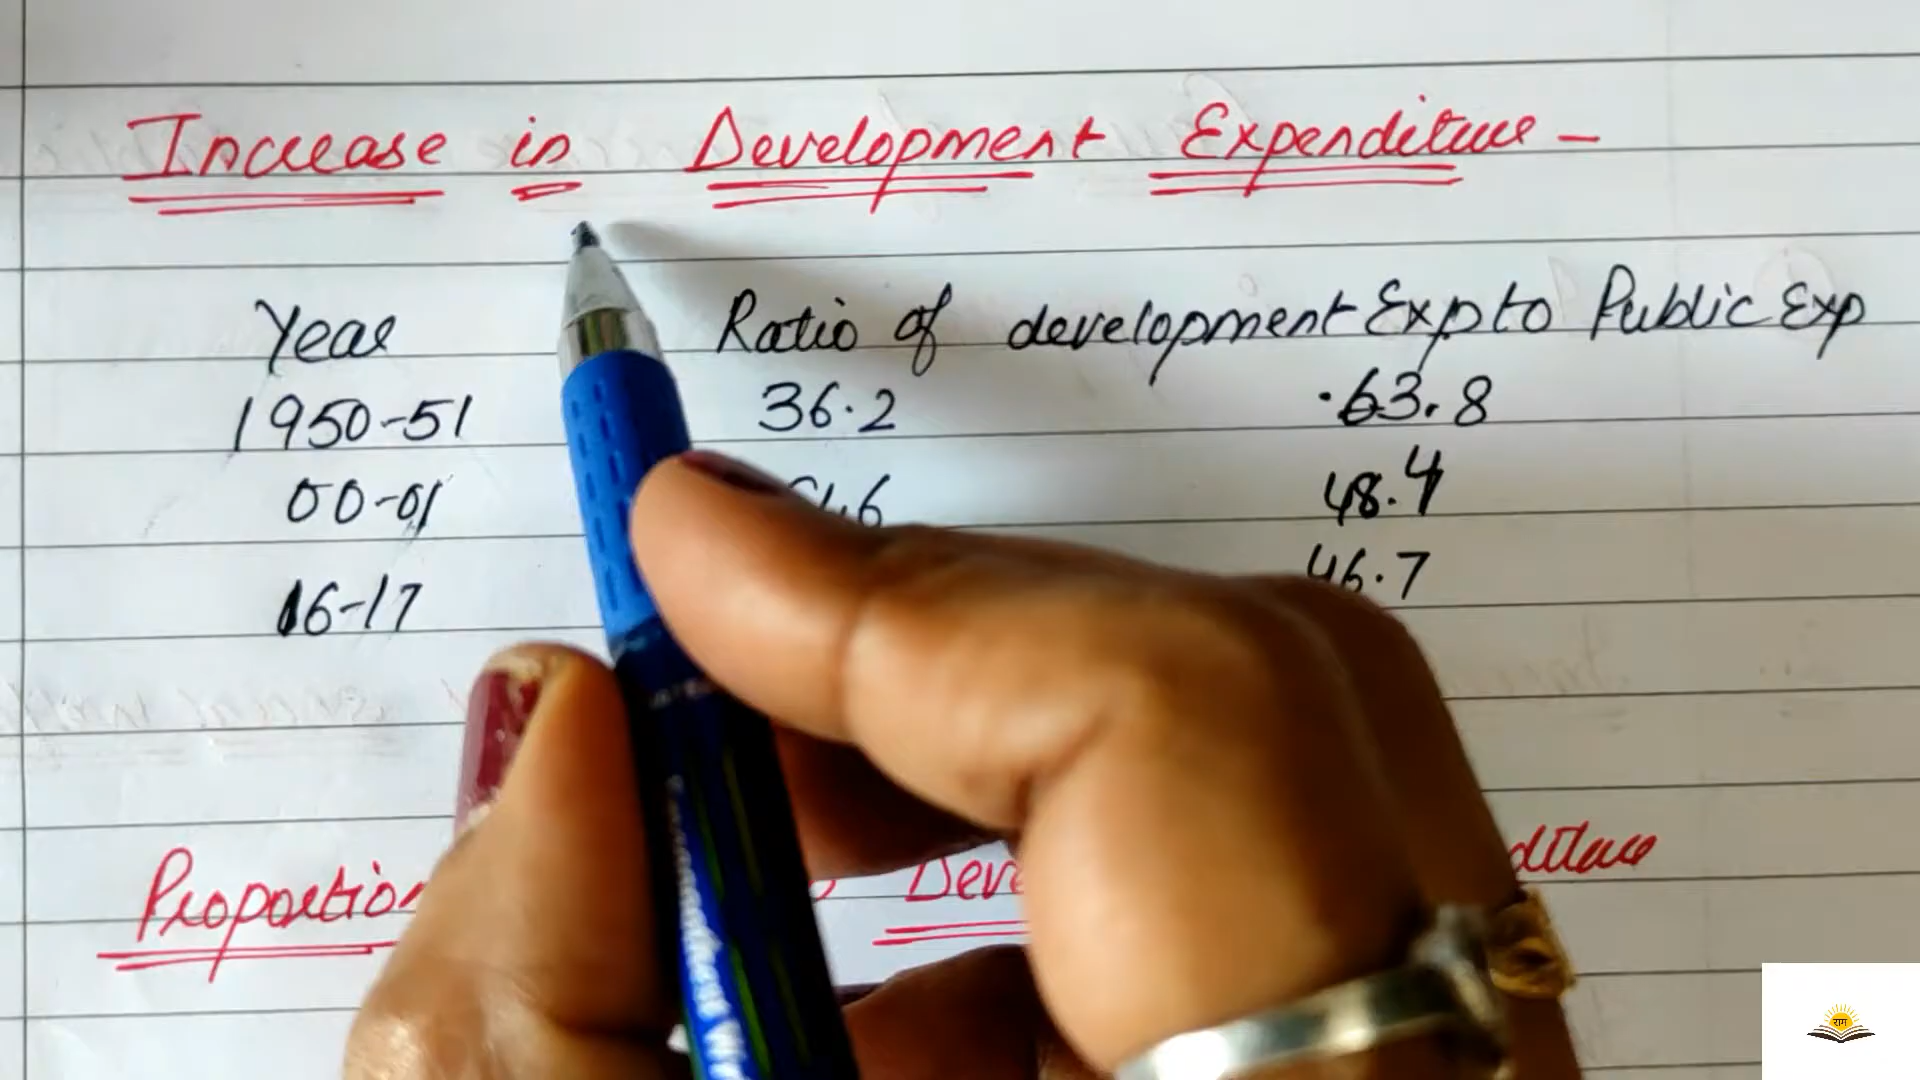 Increase in Development Expenditure -
Year Ratio of development Exp to Public Exp
1950-51 36.2 63.8
00-01 48.4
16-17 46.7
Proportion
राम